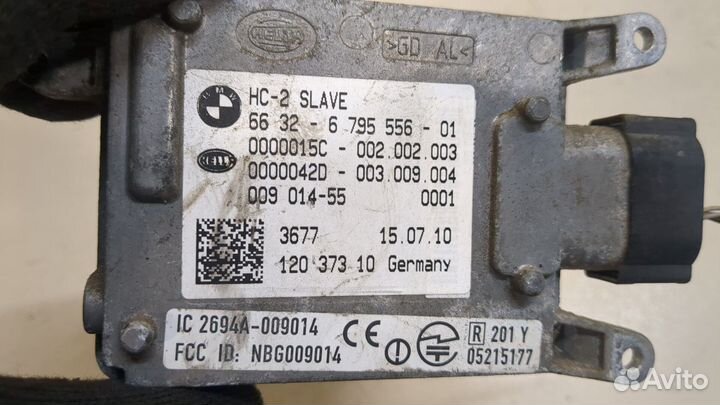 HELLA
>GD AL<
BMW
HC-2 SLAVE
66 32 - 6 795 556 - 01
0000015C - 002.002.003
HELLA
0000042D - 003.009.004
009 014-55 0001
3677 15.07.10
120 373 10 Germany
IC 2694A-009014
FCC ID: NBG009014
CE
R 201 Y
05215177
Avito